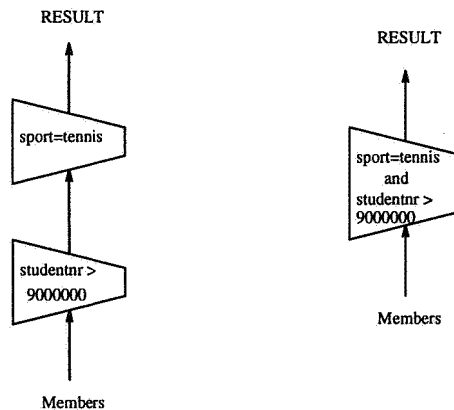 RESULT
sport=tennis
studentnr >
9000000
Members
RESULT
sport=tennis
and
studentnr >
9000000
Members